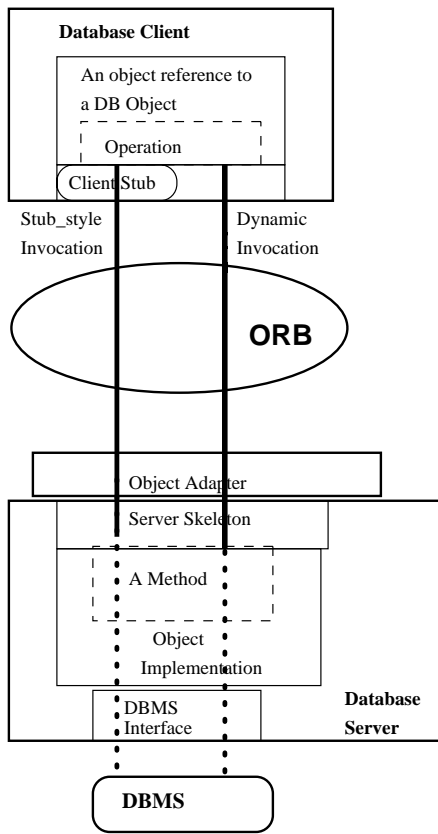 Database Client
An object reference to
a DB Object
Operation
Client Stub
Stub_style
Invocation
Dynamic
Invocation
ORB
Object Adapter
Server Skeleton
A Method
Object
Implementation
DBMS
Interface
Database
Server
DBMS